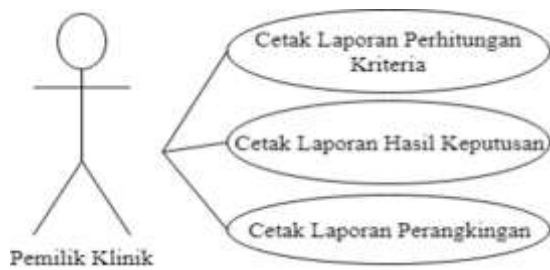 Cetak Laporan Perhitungan
Kriteria
Cetak Laporan Hasil Keputusan
Cetak Laporan Perangkingan
Pemilik Klinik